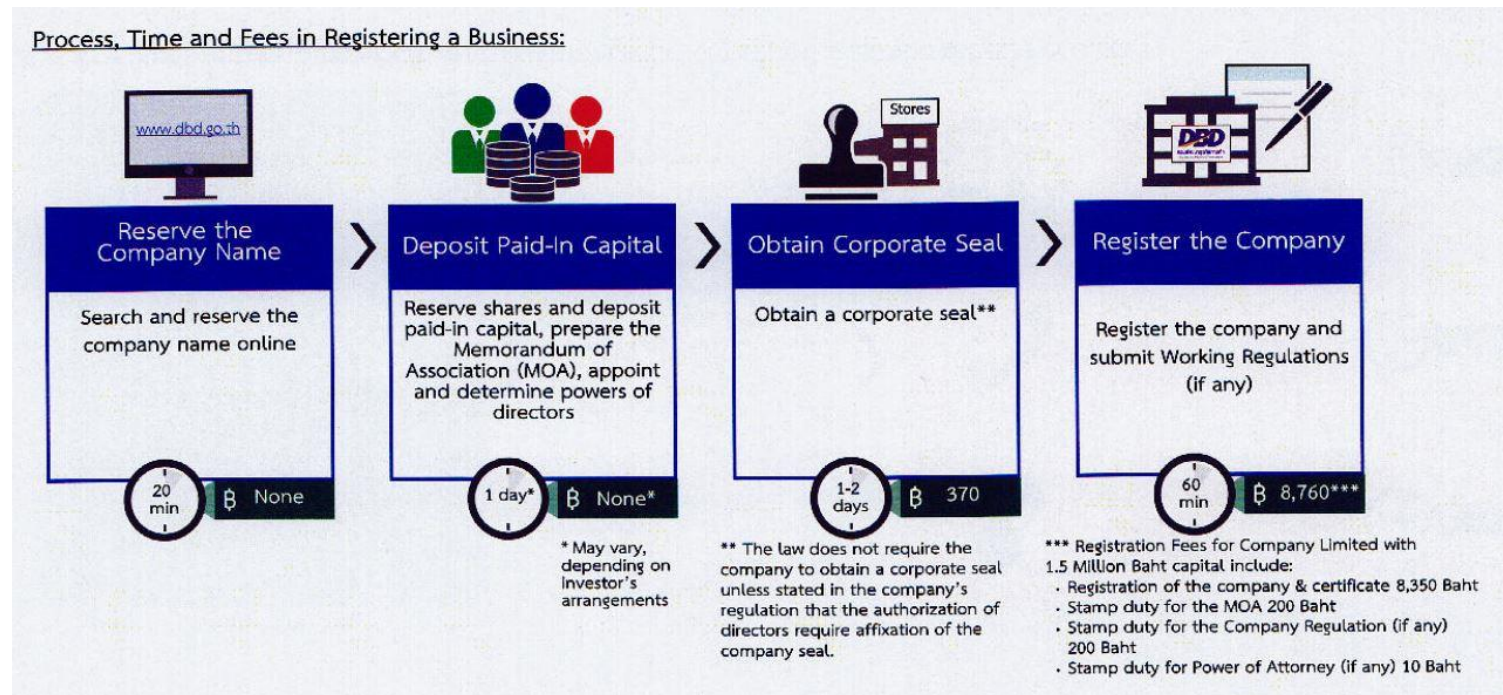 Process, Time and Fees in Registering a Business:
www.dbd.go.th
Stores
DBD
Reserve the
Company Name
Search and reserve the
company name online
20
min
฿ None
Deposit Paid-In Capital
Reserve shares and deposit
paid-in capital, prepare the
Memorandum of
Association (MOA), appoint
and determine powers of
directors
1 day*
฿ None*
* May vary,
depending on
investor's
arrangements
Obtain Corporate Seal
Obtain a corporate seal**
1-2
days
฿ 370
** The law does not require the
company to obtain a corporate seal
unless stated in the company's
regulation that the authorization of
directors require affixation of the
company seal.
Register the Company
Register the company and
submit Working Regulations
(if any)
60
min
฿ 8,760***
*** Registration Fees for Company Limited with
1.5 Million Baht capital include:
· Registration of the company & certificate 8,350 Baht
· Stamp duty for the MOA 200 Baht
· Stamp duty for the Company Regulation (if any)
200 Baht
· Stamp duty for Power of Attorney (if any) 10 Baht